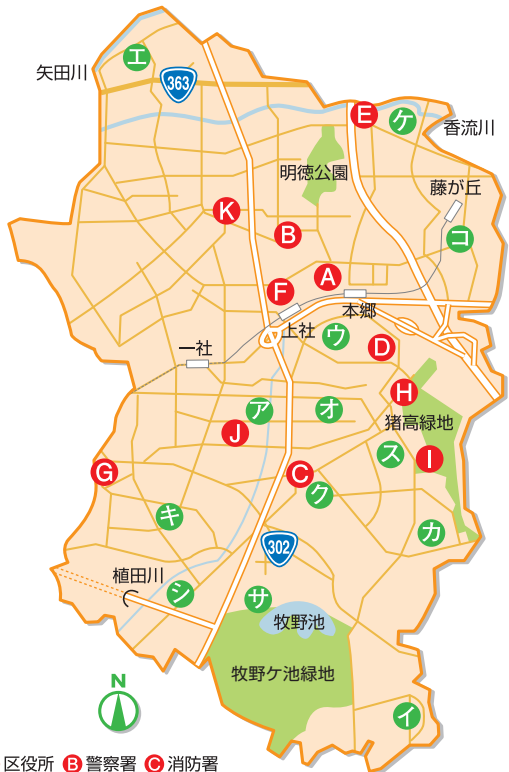 エ
矢田川
363
E
ケ
香流川
明徳公園
藤が丘
K
B
コ
A
F
本郷
上社
ウ
一社
D
H
ア
オ
猪高緑地
J
ス
I
G
C
ク
キ
カ
302
植田川
シ
サ
牧野池
牧野ケ池緑地
N
イ
区役所 B 警察署 C 消防署